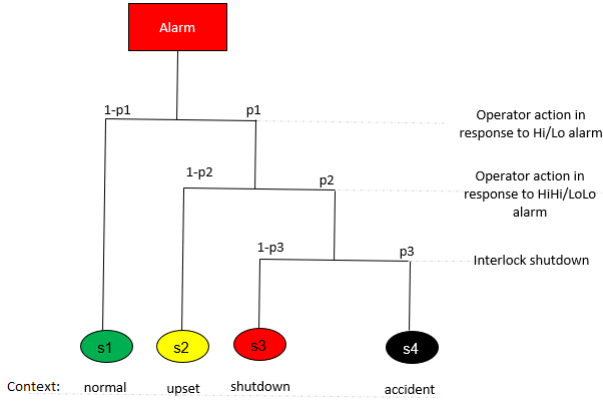 Alarm
1-p1
p1
Operator action in
response to Hi/Lo alarm
1-p2
p2
Operator action in
response to HiHi/LoLo
alarm
1-p3
p3
Interlock shutdown
s1
s2
s3
s4
Context:
normal
upset
shutdown
accident